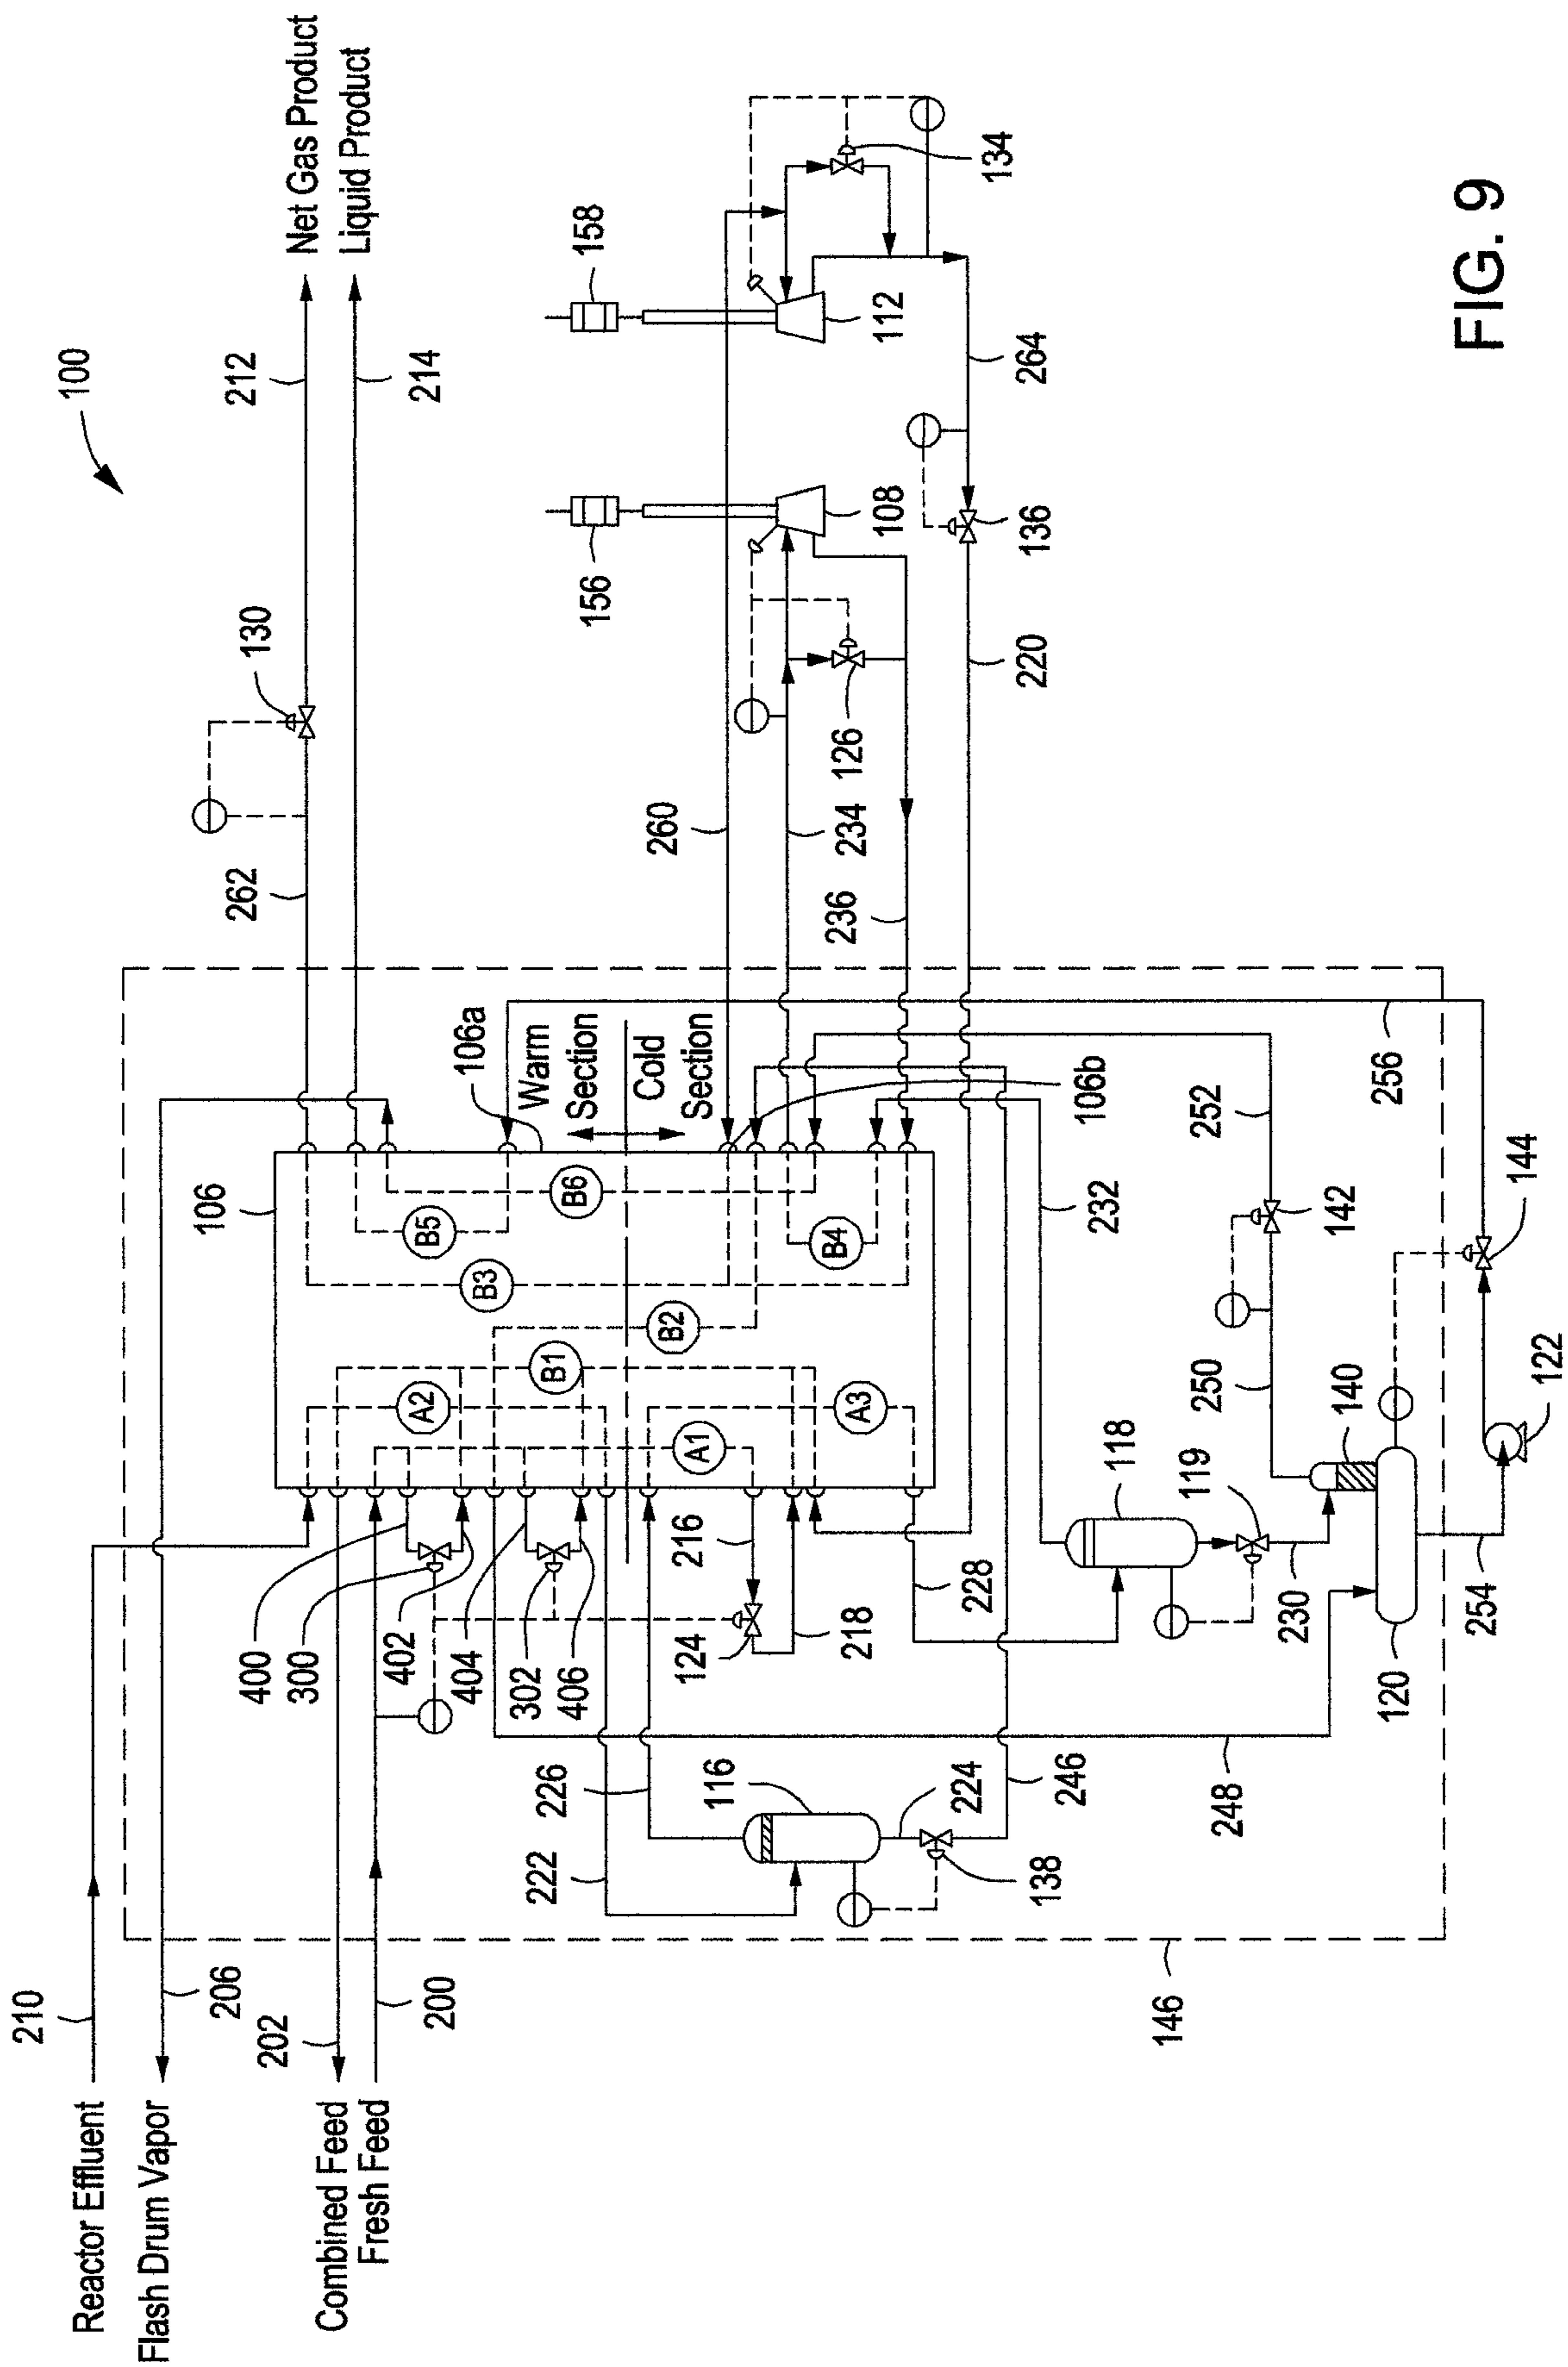 Reactor Effluent
210
100
Flash Drum Vapor
206
106
262
130
212
Net Gas Product
Combined Feed
202
400
300
Liquid Product
Fresh Feed
200
402
A2
B5
214
404
B3
106a
302
B1
B6
Warm
Section
222
226
406
156
158
A1
B2
Cold
Section
260
116
124
216
B4
234
126
224
218
A3
236
108
112
246
138
228
106b
134
232
220
136
264
146
118
119
248
230
250
142
252
140
120
254
122
144
256
FIG. 9